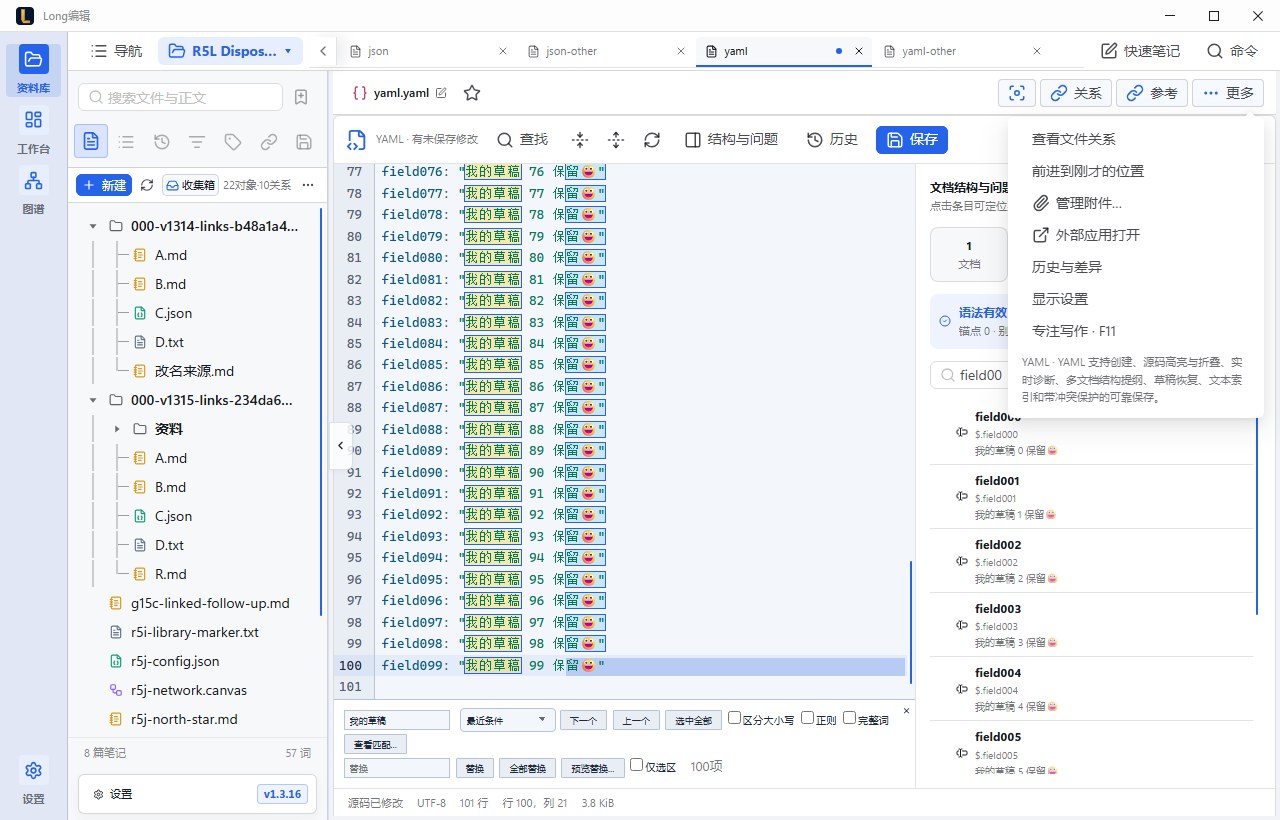 Long编辑
导航
R5L Dispos...
json
json-other
yaml
yaml-other
快速笔记
命令
资料库
工作台
图谱
设置
搜索文件与正文
新建
收集箱
22对象·10关系
000-v1314-links-b48a1a4...
A.md
B.md
C.json
D.txt
改名来源.md
000-v1315-links-234da6...
资料
A.md
B.md
C.json
D.txt
R.md
g15c-linked-follow-up.md
r5i-library-marker.txt
r5j-config.json
r5j-network.canvas
r5j-north-star.md
8 篇笔记 57 词
设置 v1.3.16
{ } yaml.yaml
关系
参考
更多
YAML · 有未保存修改
查找
结构与问题
历史
保存
77 field076: "我的草稿 76 保留😀"
78 field077: "我的草稿 77 保留😀"
79 field078: "我的草稿 78 保留😀"
80 field079: "我的草稿 79 保留😀"
81 field080: "我的草稿 80 保留😀"
82 field081: "我的草稿 81 保留😀"
83 field082: "我的草稿 82 保留😀"
84 field083: "我的草稿 83 保留😀"
85 field084: "我的草稿 84 保留😀"
86 field085: "我的草稿 85 保留😀"
87 field086: "我的草稿 86 保留😀"
88 field087: "我的草稿 87 保留😀"
89 field088: "我的草稿 88 保留😀"
90 field089: "我的草稿 89 保留😀"
91 field090: "我的草稿 90 保留😀"
92 field091: "我的草稿 91 保留😀"
93 field092: "我的草稿 92 保留😀"
94 field093: "我的草稿 93 保留😀"
95 field094: "我的草稿 94 保留😀"
96 field095: "我的草稿 95 保留😀"
97 field096: "我的草稿 96 保留😀"
98 field097: "我的草稿 97 保留😀"
99 field098: "我的草稿 98 保留😀"
100 field099: "我的草稿 99 保留😀"
101
我的草稿 最近条件 下一个 上一个 选中全部 区分大小写 正则 完整词 ×
查看匹配...
替换 替换 全部替换 预览替换... 仅选区 100项
源码已修改 UTF-8 101 行 行 100，列 21 3.8 KiB
文档结构与问题
点击条目可定位
1
文档
语法有效
锚点 0 · 别
field00
查看文件关系
前进到刚才的位置
管理附件...
外部应用打开
历史与差异
显示设置
专注写作 · F11
YAML · YAML 支持创建、源码高亮与折叠、实
时诊断、多文档结构提纲、草稿恢复、文本索
引和带冲突保护的可靠保存。
field000
$.field000
我的草稿 0 保留😀
field001
$.field001
我的草稿 1 保留😀
field002
$.field002
我的草稿 2 保留😀
field003
$.field003
我的草稿 3 保留😀
field004
$.field004
我的草稿 4 保留😀
field005
$.field005
我的草稿 5 保留😀